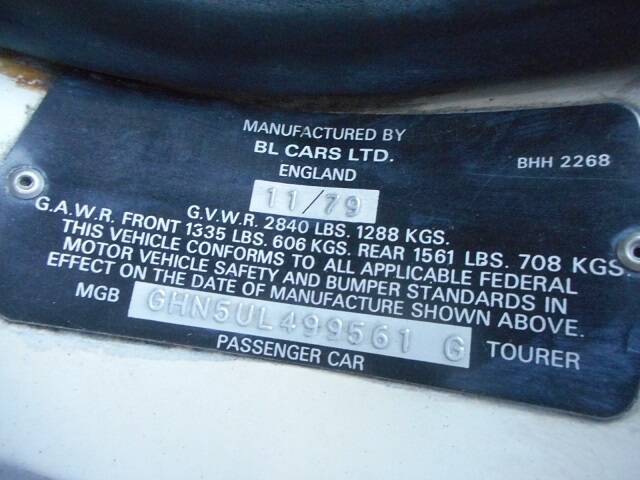 MANUFACTURED BY
BL CARS LTD.
BHH 2268
ENGLAND
11/79
G.V.W.R. 2840 LBS. 1288 KGS.
G.A.W.R. FRONT 1335 LBS. 606 KGS. REAR 1561 LBS. 708 KGS.
THIS VEHICLE CONFORMS TO ALL APPLICABLE FEDERAL
MOTOR VEHICLE SAFETY AND BUMPER STANDARDS IN
EFFECT ON THE DATE OF MANUFACTURE SHOWN ABOVE.
MGB GHN5UL499561 G TOURER
PASSENGER CAR